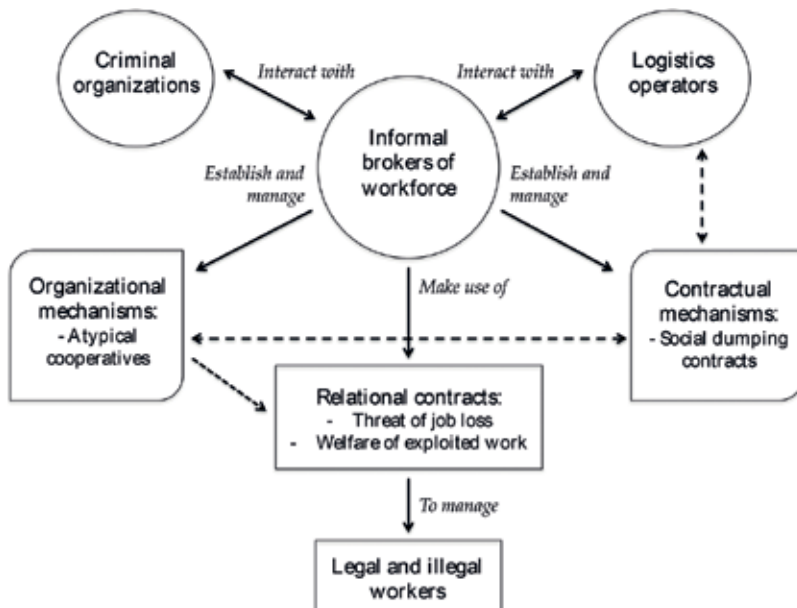 Criminal
organizations
Interact with
Interact with
Logistics
operators
Informal
brokers of
workforce
Establish and
manage
Establish and
manage
Organizational
mechanisms:
- Atypical
cooperatives
Make use of
Contractual
mechanisms:
- Social dumping
contracts
Relational contracts:
- Threat of job loss
- Welfare of exploited work
To manage
Legal and illegal
workers